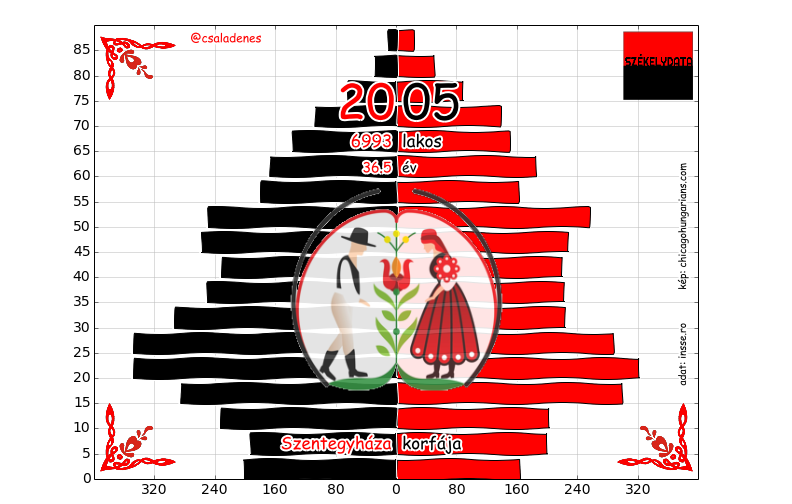 @csaladenes
SZÉKELYDATA
2005
6993 lakos
36.5 év
kép: chicagohungarians.com
adat: insse.ro
Szentegyháza korfája
85
80
75
70
65
60
55
50
45
40
35
30
25
20
15
10
5
0
320 240 160 80 0 80 160 240 320